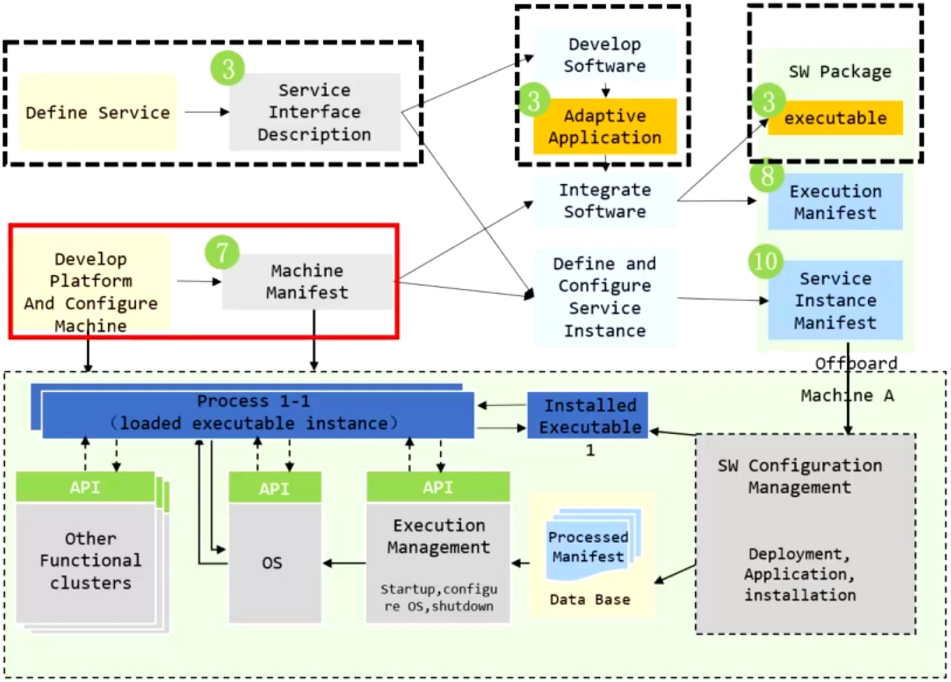 Define Service
3
Service
Interface
Description
Develop
Software
3
Adaptive
Application
Integrate
Software
SW Package
3
executable
8
Execution
Manifest
Develop
Platform
And Configure
Machine
7
Machine
Manifest
Define and
Configure
Service
Instance
10
Service
Instance
Manifest
Offboard
Machine A
Process 1-1
（loaded executable instance）
Installed
Executable
1
API
Other
Functional
clusters
API
OS
API
Execution
Management
Startup,configu
re OS,shutdown
Processed
Manifest
Data Base
SW Configuration
Management
Deployment,
Application,
installation